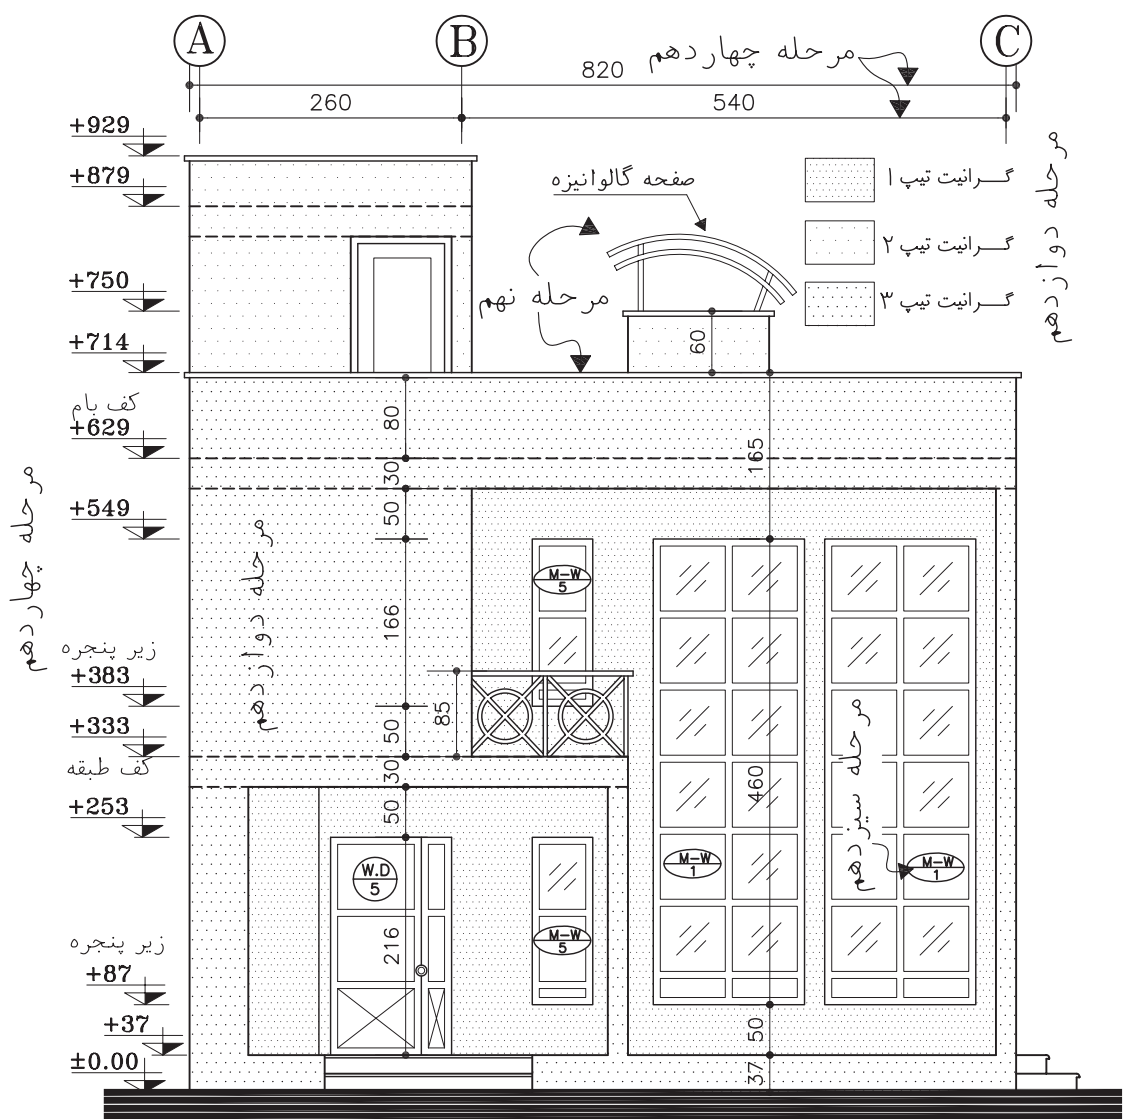 A B C
مرحله چهاردهم
820
260 540
+929
+879
+750
+714
کف بام
+629
+549
زیر پنجره
+383
+333
کف طبقه
+253
زیر پنجره
+87
+37
±0.00
مرحله چهاردهم
مرحله دوازدهم
صفحه گالوانیزه
مرحله نهم
گرانیت تیپ ۱
گرانیت تیپ ۲
گرانیت تیپ ۳
مرحله دوازدهم
60
80
30
50
166
50
30
50
216
85
165
460
50
37
M-W
5
W.D
5
M-W
5
M-W
1
مرحله سیزدهم
M-W
1